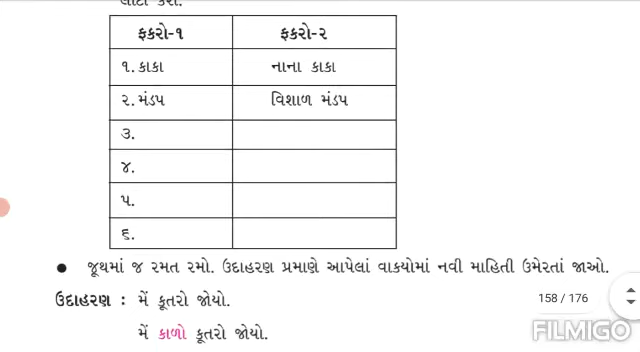 લીટી કરો.
ફકરો-૧ ફકરો-૨
૧. કાકા નાના કાકા
૨. મંડપ વિશાળ મંડપ
૩.
૪.
૫.
૬.
• જૂથમાં જ રમત રમો. ઉદાહરણ પ્રમાણે આપેલાં વાક્યોમાં નવી માહિતી ઉમેરતાં જાઓ.
ઉદાહરણ : મેં કૂતરો જોયો.
158 / 176
મેં કાળો કૂતરો જોયો.
FILMIGO